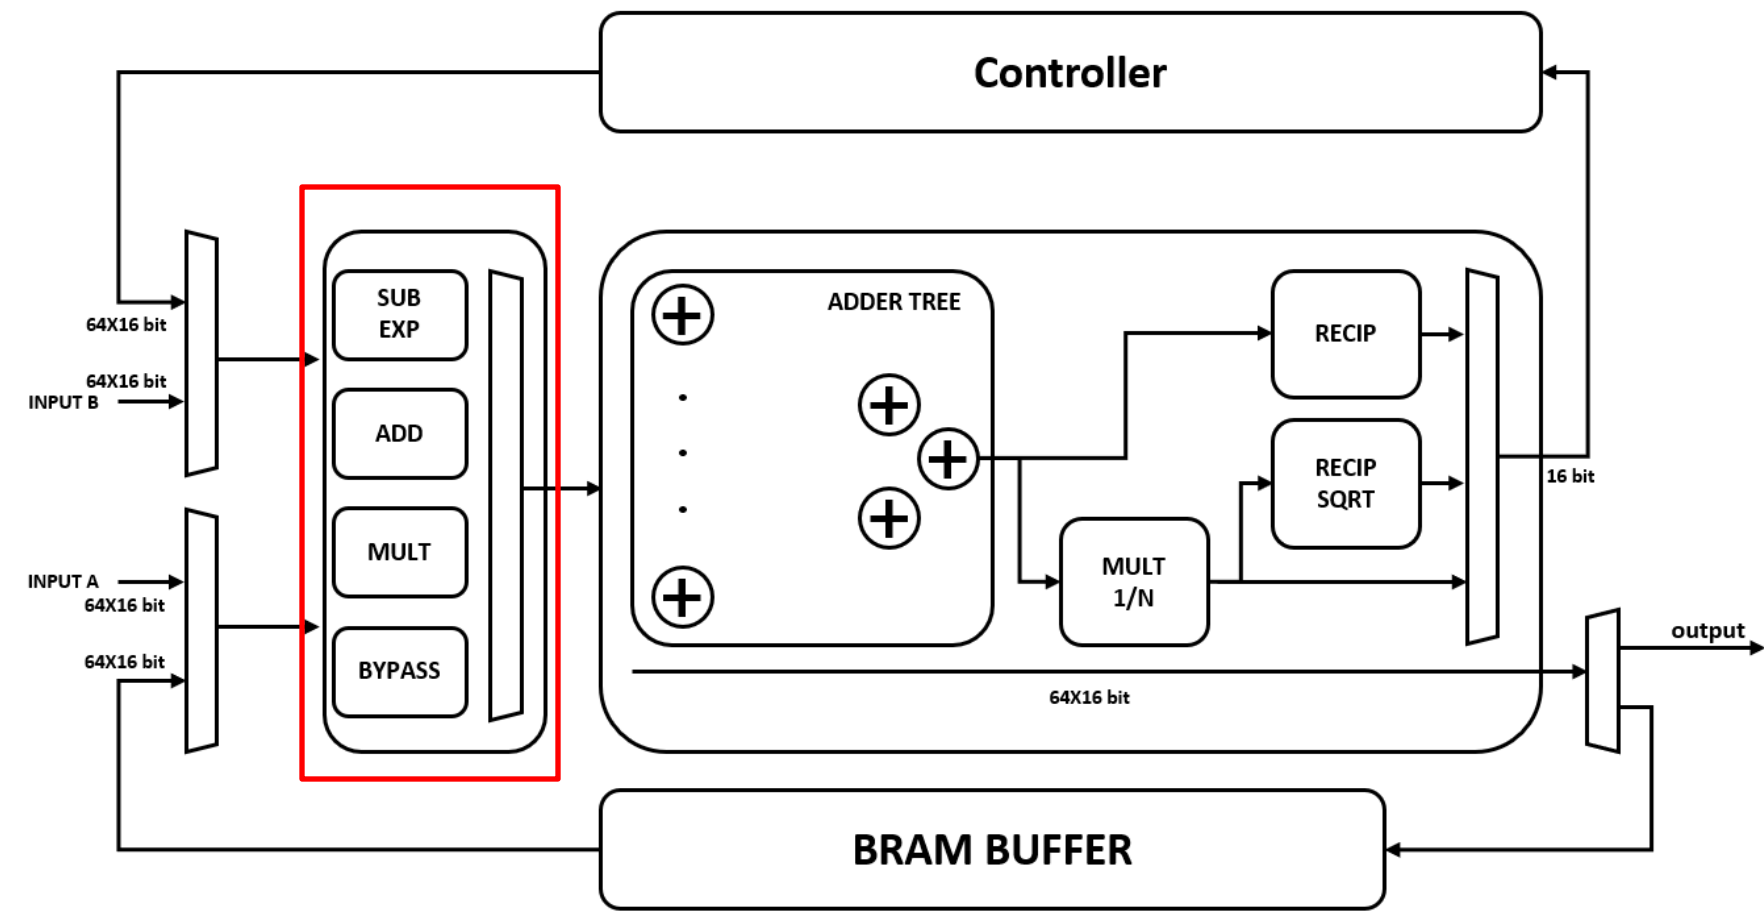 Controller
64X16 bit
64X16 bit
INPUT B
INPUT A
64X16 bit
64X16 bit
SUB
EXP
ADD
MULT
BYPASS
ADDER TREE
MULT
1/N
RECIP
RECIP
SQRT
16 bit
64X16 bit
output
BRAM BUFFER